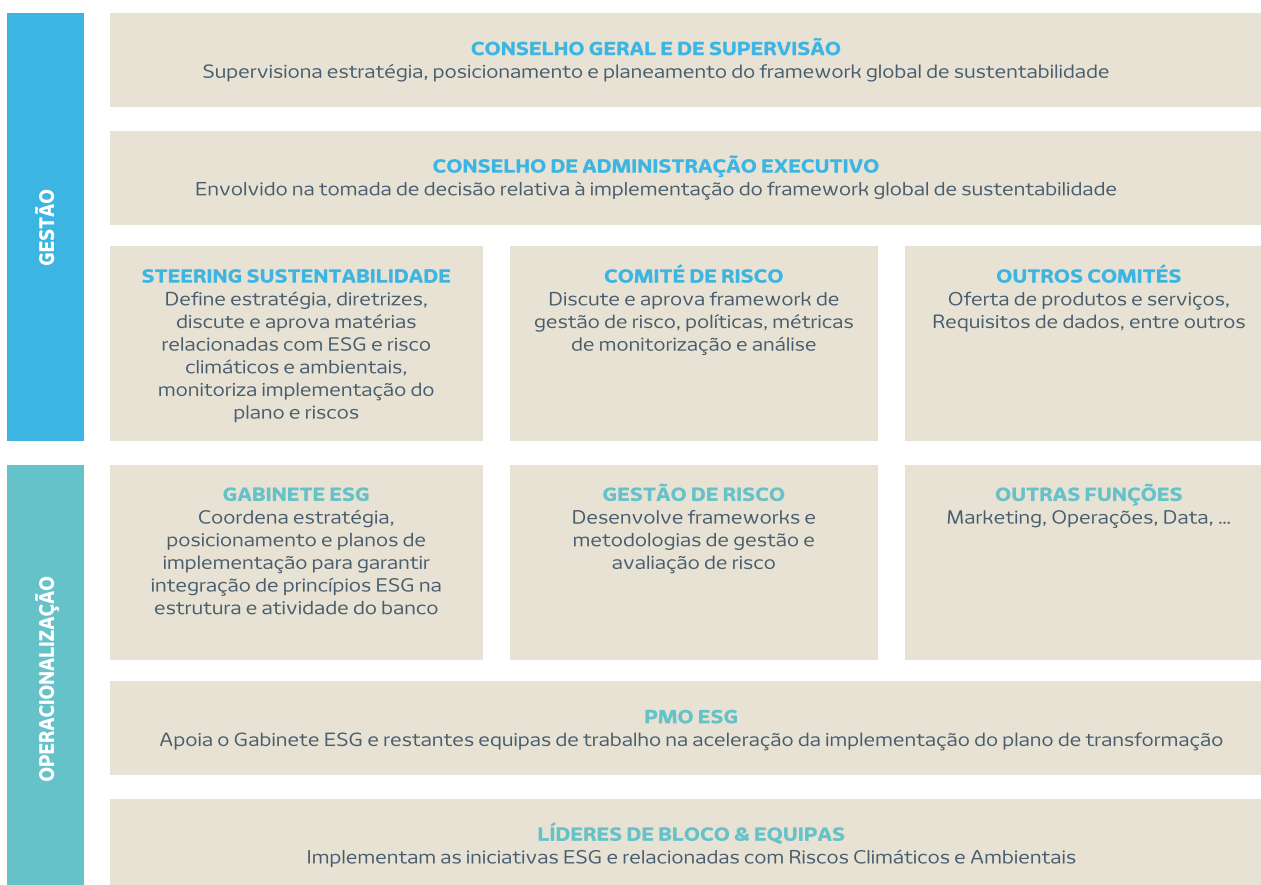 GESTÃO
CONSELHO GERAL E DE SUPERVISÃO
Supervisiona estratégia, posicionamento e planeamento do framework global de sustentabilidade
CONSELHO DE ADMINISTRAÇÃO EXECUTIVO
Envolvido na tomada de decisão relativa à implementação do framework global de sustentabilidade
STEERING SUSTENTABILIDADE
Define estratégia, diretrizes,
discute e aprova matérias
relacionadas com ESG e risco
climáticos e ambientais,
monitoriza implementação do
plano e riscos
COMITÉ DE RISCO
Discute e aprova framework de
gestão de risco, políticas, métricas
de monitorização e análise
OUTROS COMITÉS
Oferta de produtos e serviços,
Requisitos de dados, entre outros
OPERACIONALIZAÇÃO
GABINETE ESG
Coordena estratégia,
posicionamento e planos de
implementação para garantir
integração de princípios ESG na
estrutura e atividade do banco
GESTÃO DE RISCO
Desenvolve frameworks e
metodologias de gestão e
avaliação de risco
OUTRAS FUNÇÕES
Marketing, Operações, Data, ...
PMO ESG
Apoia o Gabinete ESG e restantes equipas de trabalho na aceleração da implementação do plano de transformação
LÍDERES DE BLOCO & EQUIPAS
Implementam as iniciativas ESG e relacionadas com Riscos Climáticos e Ambientais